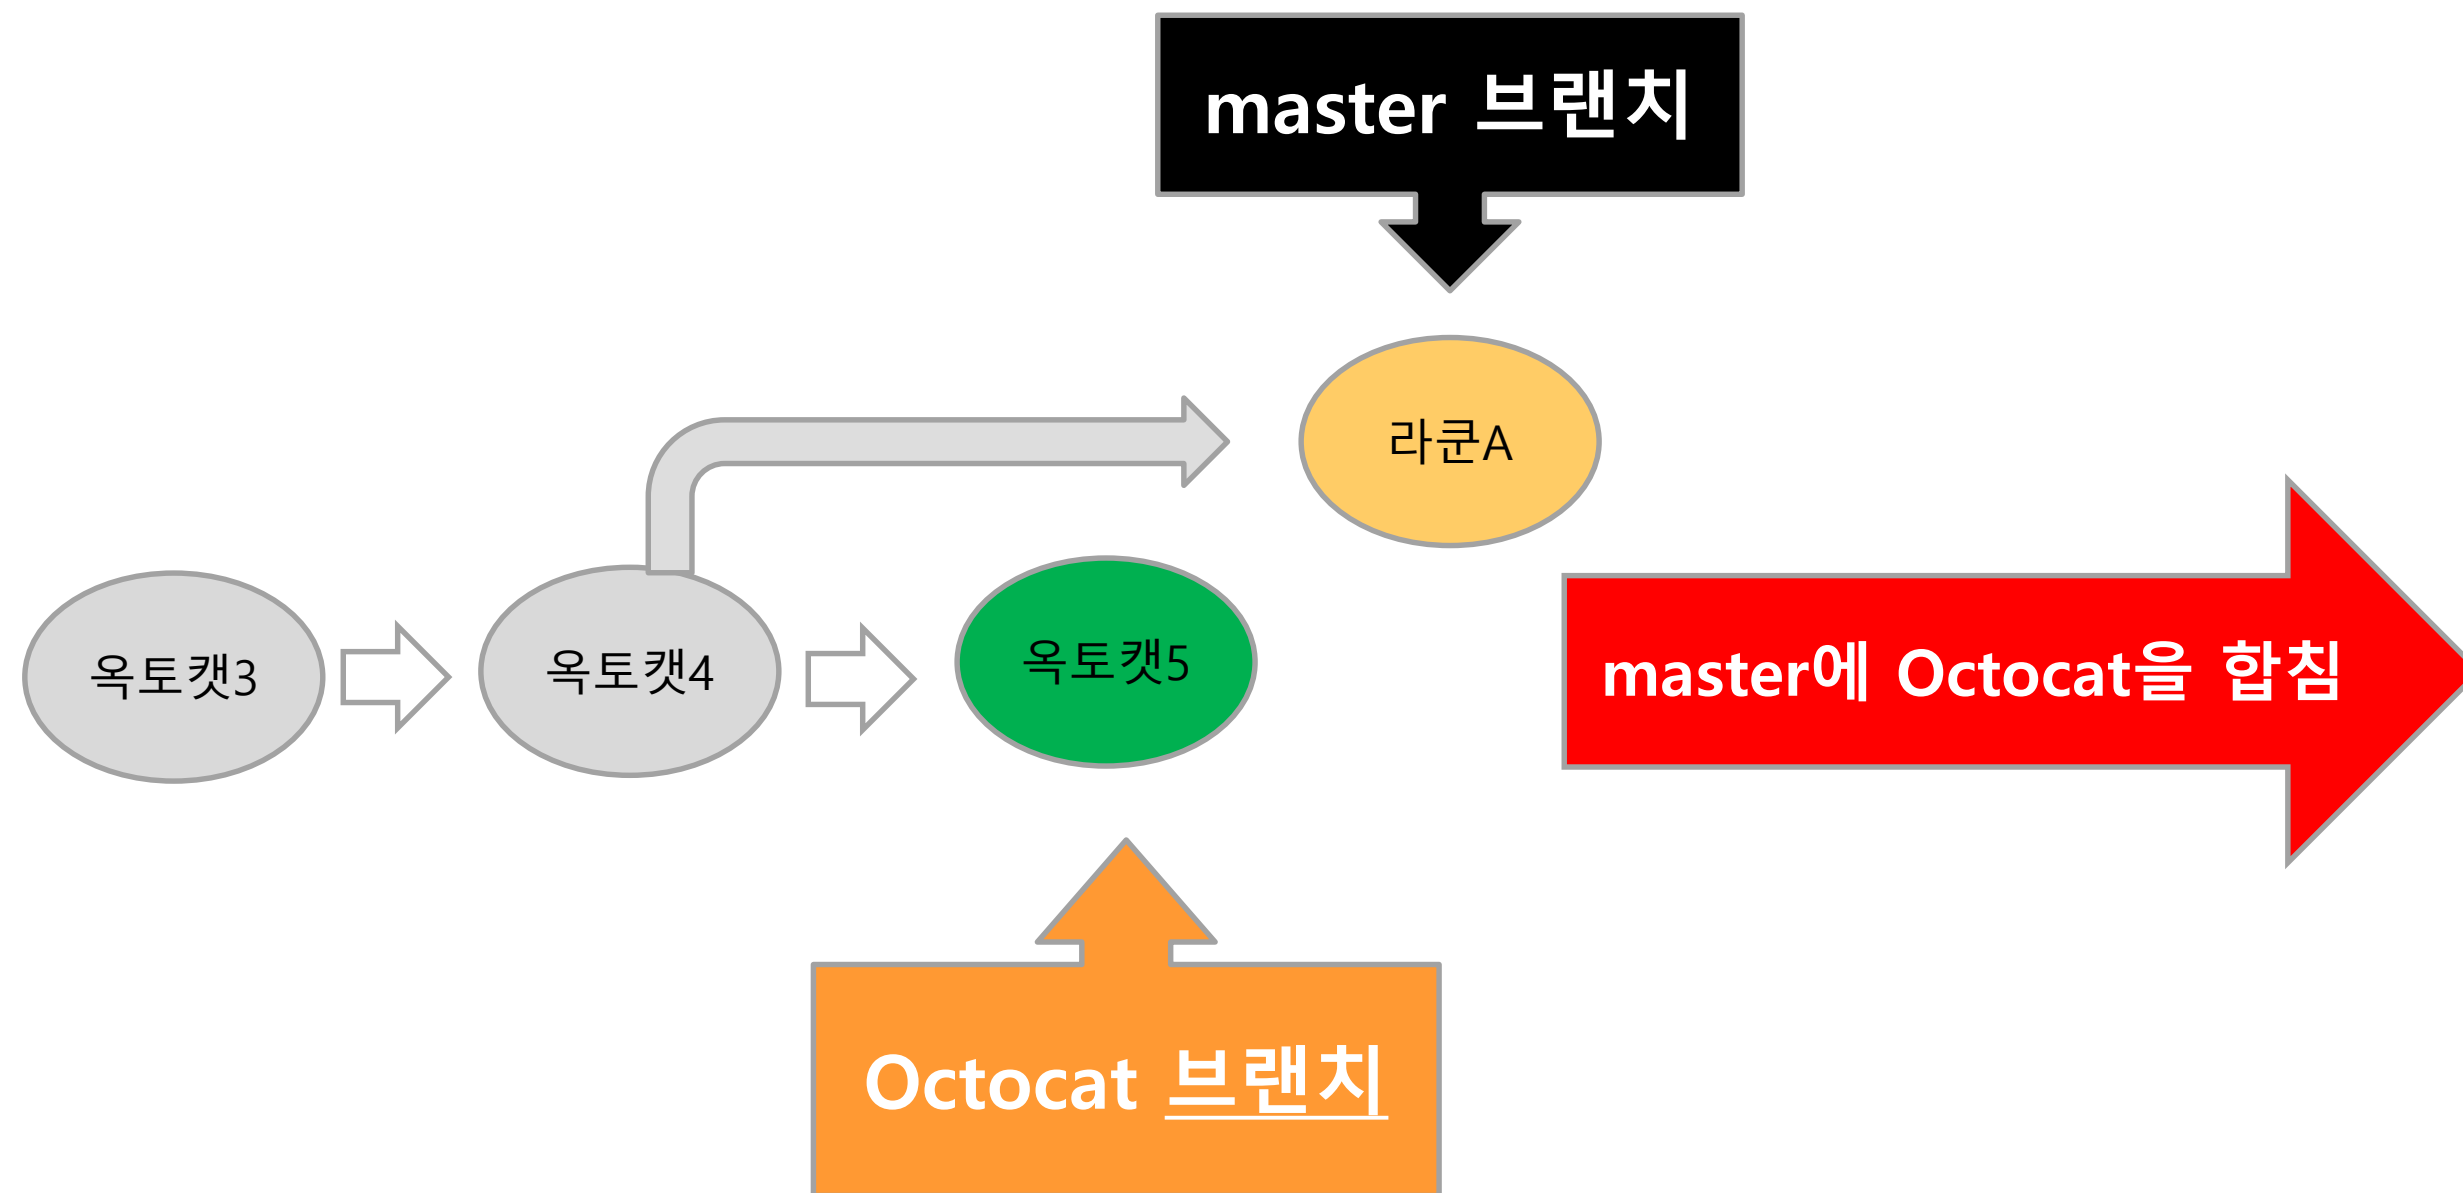 master 브랜치
라쿤A
옥토캣3
옥토캣4
옥토캣5
master에 Octocat을 합침
Octocat 브랜치